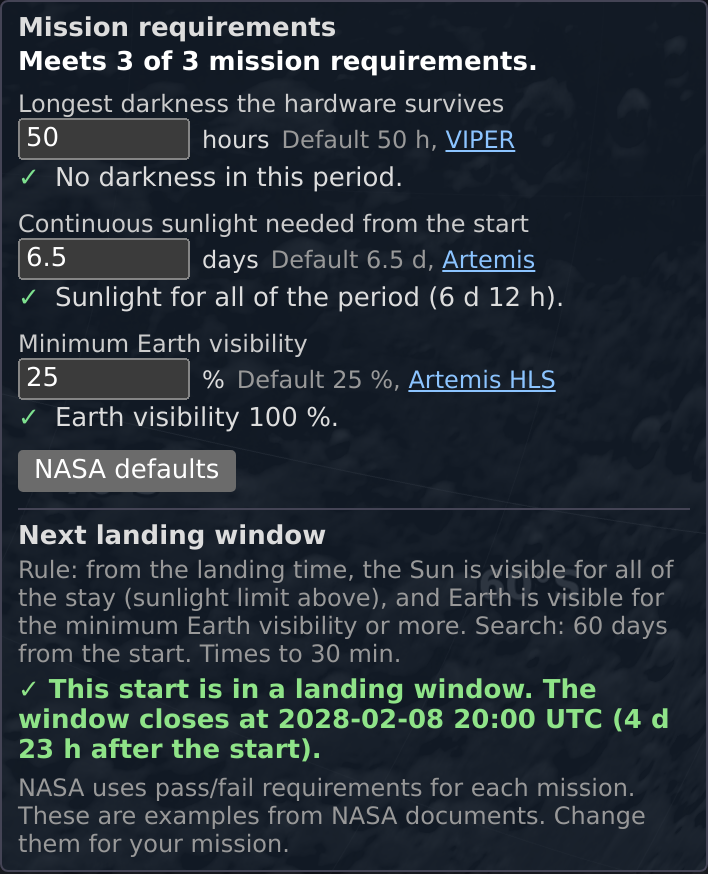 Mission requirements
Meets 3 of 3 mission requirements.
Longest darkness the hardware survives
50 hours Default 50 h, VIPER
✓ No darkness in this period.
Continuous sunlight needed from the start
6.5 days Default 6.5 d, Artemis
✓ Sunlight for all of the period (6 d 12 h).
Minimum Earth visibility
25 % Default 25 %, Artemis HLS
✓ Earth visibility 100 %.
NASA defaults
Next landing window
Rule: from the landing time, the Sun is visible for all of
the stay (sunlight limit above), and Earth is visible for
the minimum Earth visibility or more. Search: 60 days
from the start. Times to 30 min.
✓ This start is in a landing window. The
window closes at 2028-02-08 20:00 UTC (4 d
23 h after the start).
NASA uses pass/fail requirements for each mission.
These are examples from NASA documents. Change
them for your mission.